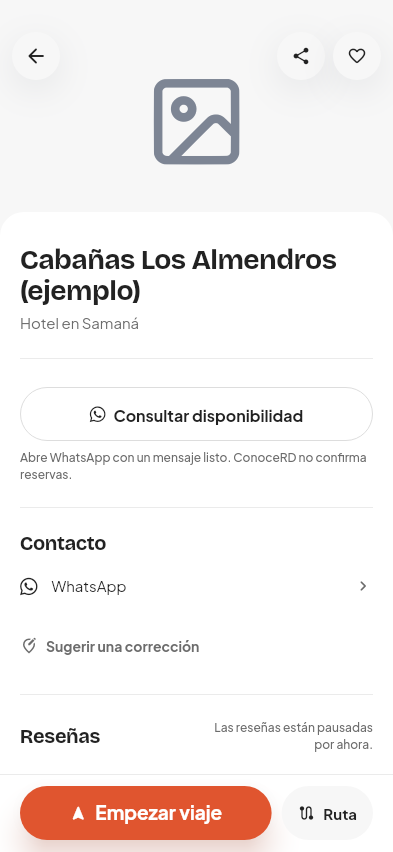 Cabañas Los Almendros
(ejemplo)
Hotel en Samaná
Consultar disponibilidad
Abre WhatsApp con un mensaje listo. ConoceRD no confirma
reservas.
Contacto
WhatsApp
Sugerir una corrección
Reseñas
Las reseñas están pausadas
por ahora.
Empezar viaje
Ruta